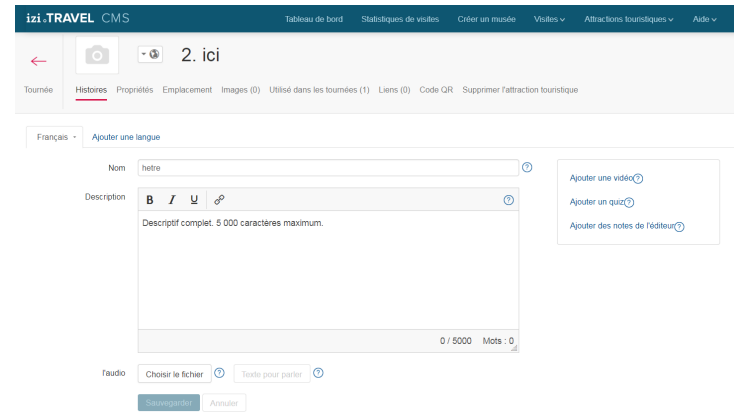 izi.TRAVEL CMS Tableau de bord Statistiques de visites Créer un musée Visites Attractions touristiques Aide
2. ici
Tournée Histoires Propriétés Emplacement Images (0) Utilisé dans les tournées (1) Liens (0) Code QR Supprimer l'attraction touristique
Français Ajouter une langue
Nom hetre ?
Ajouter une vidéo ?
Description B I U ?
Ajouter un quiz ?
Descriptif complet. 5 000 caractères maximum.
Ajouter des notes de l'éditeur ?
0 / 5000 Mots : 0
l'audio Choisir le fichier ? Texte pour parler ?
Sauvegarder Annuler